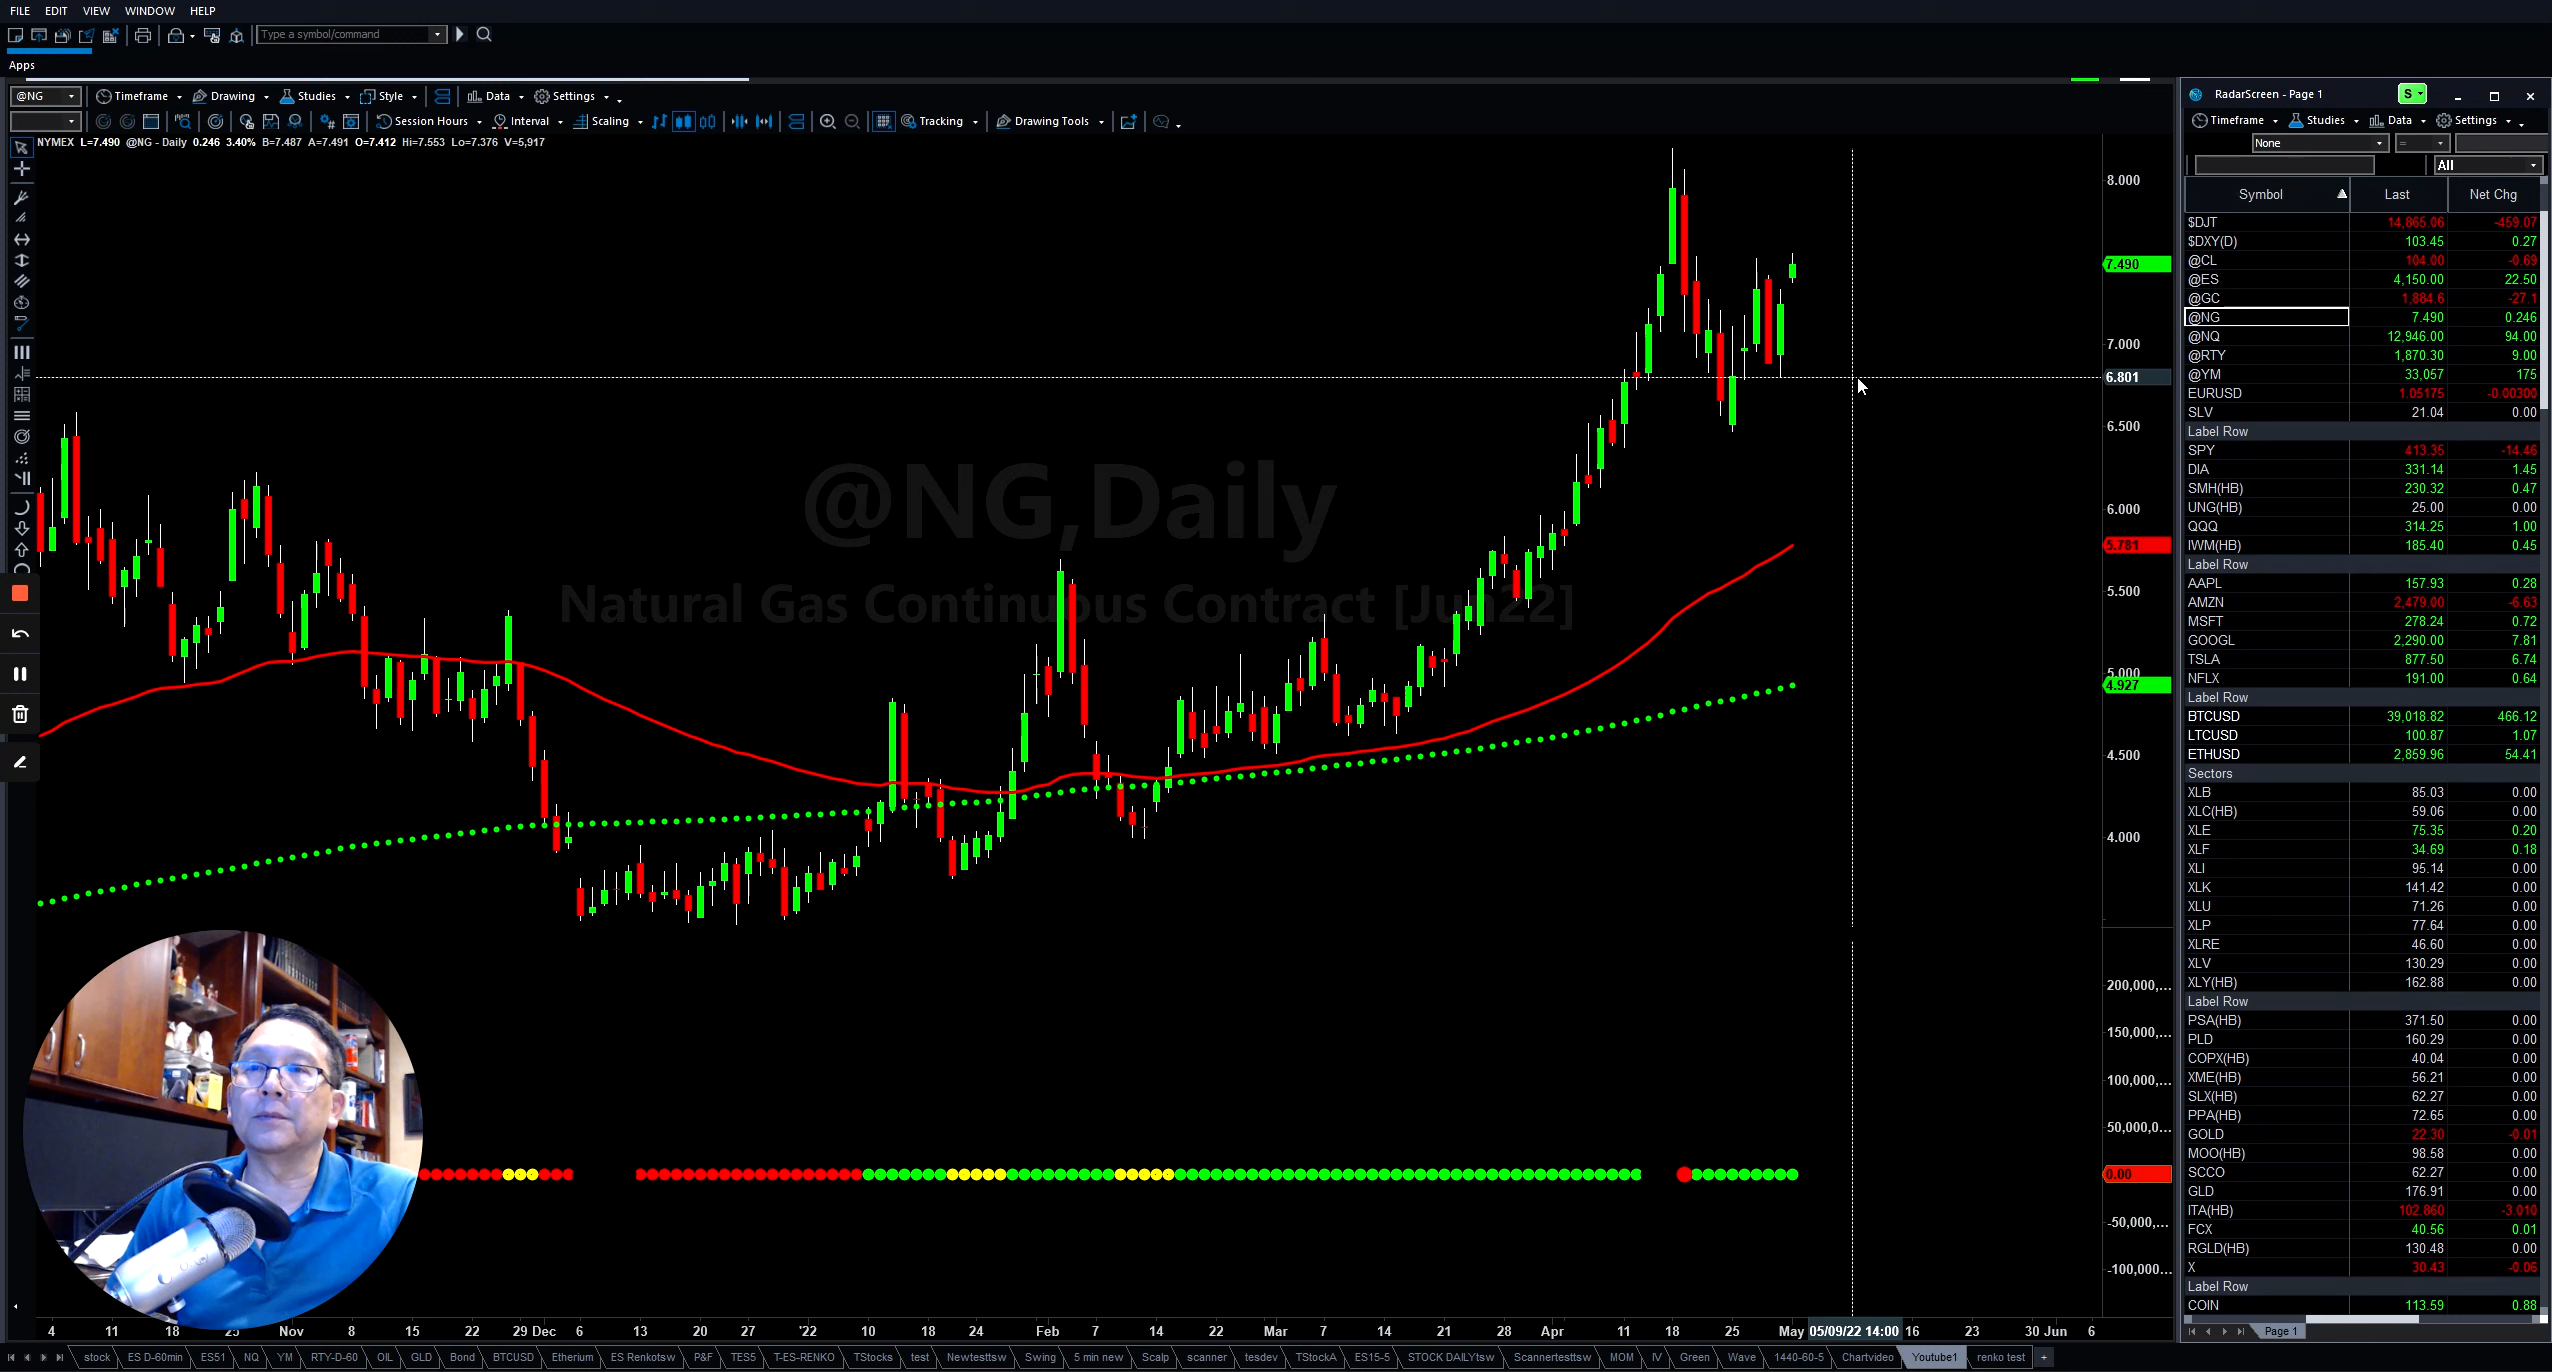 FILE EDIT VIEW WINDOW HELP
Type a symbol/command
Apps
@NG Timeframe Drawing Studies Style Data Settings
Session Hours Interval Scaling Tracking Drawing Tools
NYMEX L=7.490 @NG - Daily 0.246 3.40% B=7.487 A=7.491 O=7.412 Hi=7.553 Lo=7.376 V=5,917
@NG,Daily
Natural Gas Continuous Contract [Jun22]
8.000
7.490
7.000
6.801
6.500
6.000
5.781
5.500
5.000
4.927
4.500
4.000
200,000,...
150,000,...
100,000,...
50,000,0...
0.00
-50,000,...
-100,000...
4 11 18 25 Nov 8 15 22 29 Dec 6 13 20 27 '22 10 18 24 Feb 7 14 22 Mar 7 14 21 28 Apr 11 18 25 May 05/09/22 14:00 16 23 30 Jun 6
RadarScreen - Page 1
S
Timeframe Studies Data Settings
None =
All
Symbol Last Net Chg
$DJT 14,865.06 -459.07
$DXY(D) 103.45 0.27
@CL 104.00 -0.69
@ES 4,150.00 22.50
@GC 1,884.6 -27.1
@NG 7.490 0.246
@NQ 12,946.00 94.00
@RTY 1,870.30 9.00
@YM 33,057 175
EURUSD 1.05175 -0.00300
SLV 21.04 0.00
Label Row
SPY 413.35 -14.46
DIA 331.14 1.45
SMH(HB) 230.32 0.47
UNG(HB) 25.00 0.00
QQQ 314.25 1.00
IWM(HB) 185.40 0.45
Label Row
AAPL 157.93 0.28
AMZN 2,479.00 -6.63
MSFT 278.24 0.72
GOOGL 2,290.00 7.81
TSLA 877.50 6.74
NFLX 191.00 0.64
Label Row
BTCUSD 39,018.82 466.12
LTCUSD 100.87 1.07
ETHUSD 2,859.96 54.41
Sectors
XLB 85.03 0.00
XLC(HB) 59.06 0.00
XLE 75.35 0.20
XLF 34.69 0.18
XLI 95.14 0.00
XLK 141.42 0.00
XLU 71.26 0.00
XLP 77.64 0.00
XLRE 46.60 0.00
XLV 130.29 0.00
XLY(HB) 162.88 0.00
Label Row
PSA(HB) 371.50 0.00
PLD 160.29 0.00
COPX(HB) 40.04 0.00
XME(HB) 56.21 0.00
SLX(HB) 62.27 0.00
PPA(HB) 72.65 0.00
GOLD 22.30 -0.01
MOO(HB) 98.58 0.00
SCCO 62.27 0.00
GLD 176.91 0.00
ITA(HB) 102.860 -3.010
FCX 40.56 0.01
RGLD(HB) 130.48 0.00
X 30.43 -0.06
Label Row
COIN 113.59 0.88
Page 1
stock ES D-60min ES51 NQ YM RTY-D-60 OIL GLD Bond BTCUSD Etherium ES Renkotsw P&F TES5 T-ES-RENKO TStocks test Newtesttsw Swing 5 min new Scalp scanner tesdev TStockA ES15-5 STOCK DAILYtsw Scannertesttsw MOM IV Green Wave 1440-60-5 Chartvideo Youtube1 renko test +